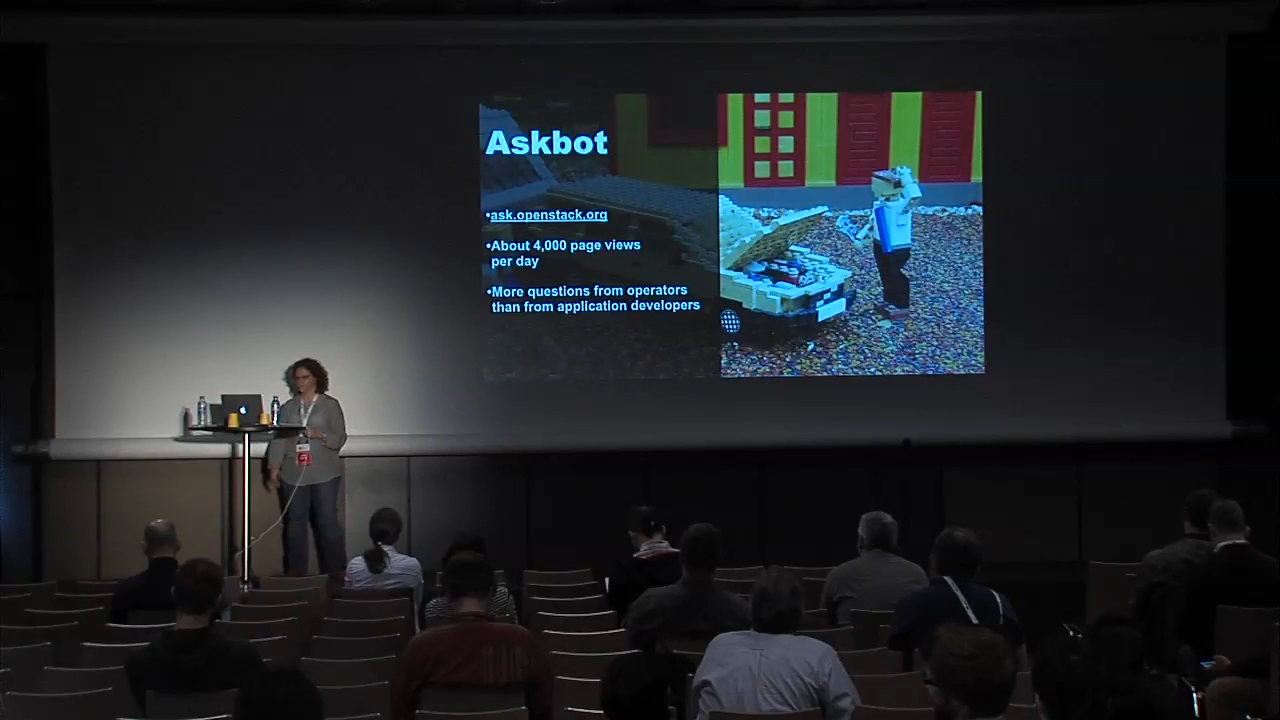 Askbot
•ask.openstack.org
•About 4,000 page views
per day
•More questions from operators
than from application developers